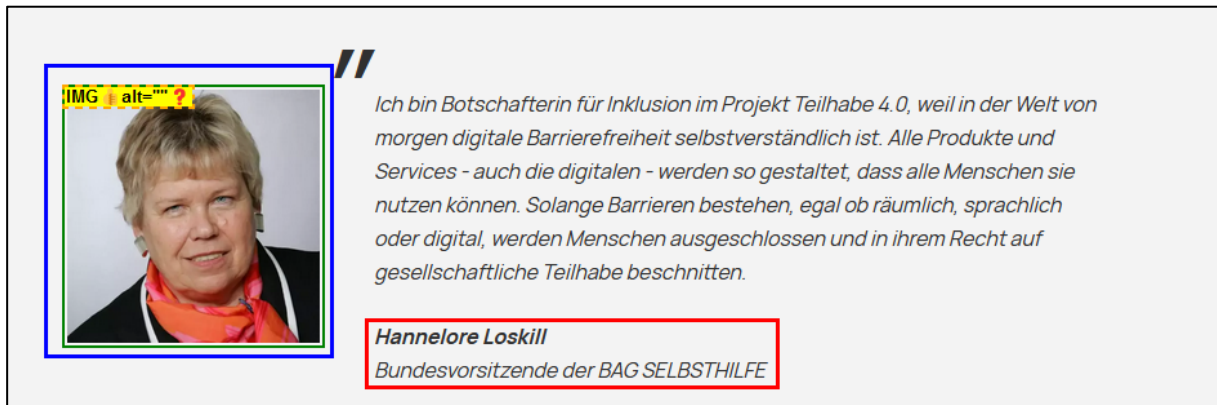 IMG 👍 alt="" ❓
"
Ich bin Botschafterin für Inklusion im Projekt Teilhabe 4.0, weil in der Welt von
morgen digitale Barrierefreiheit selbstverständlich ist. Alle Produkte und
Services - auch die digitalen - werden so gestaltet, dass alle Menschen sie
nutzen können. Solange Barrieren bestehen, egal ob räumlich, sprachlich
oder digital, werden Menschen ausgeschlossen und in ihrem Recht auf
gesellschaftliche Teilhabe beschnitten.
Hannelore Loskill
Bundesvorsitzende der BAG SELBSTHILFE